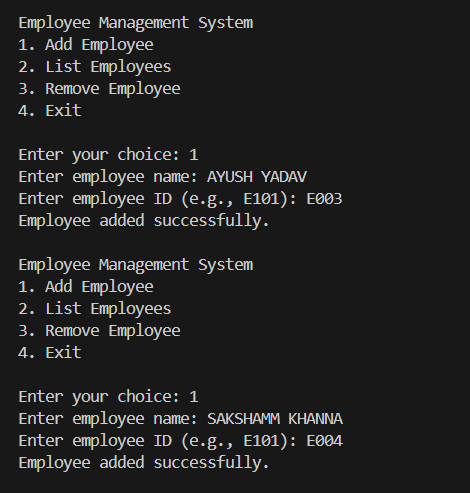 Employee Management System
1. Add Employee
2. List Employees
3. Remove Employee
4. Exit
Enter your choice: 1
Enter employee name: AYUSH YADAV
Enter employee ID (e.g., E101): E003
Employee added successfully.
Employee Management System
1. Add Employee
2. List Employees
3. Remove Employee
4. Exit
Enter your choice: 1
Enter employee name: SAKSHAMM KHANNA
Enter employee ID (e.g., E101): E004
Employee added successfully.